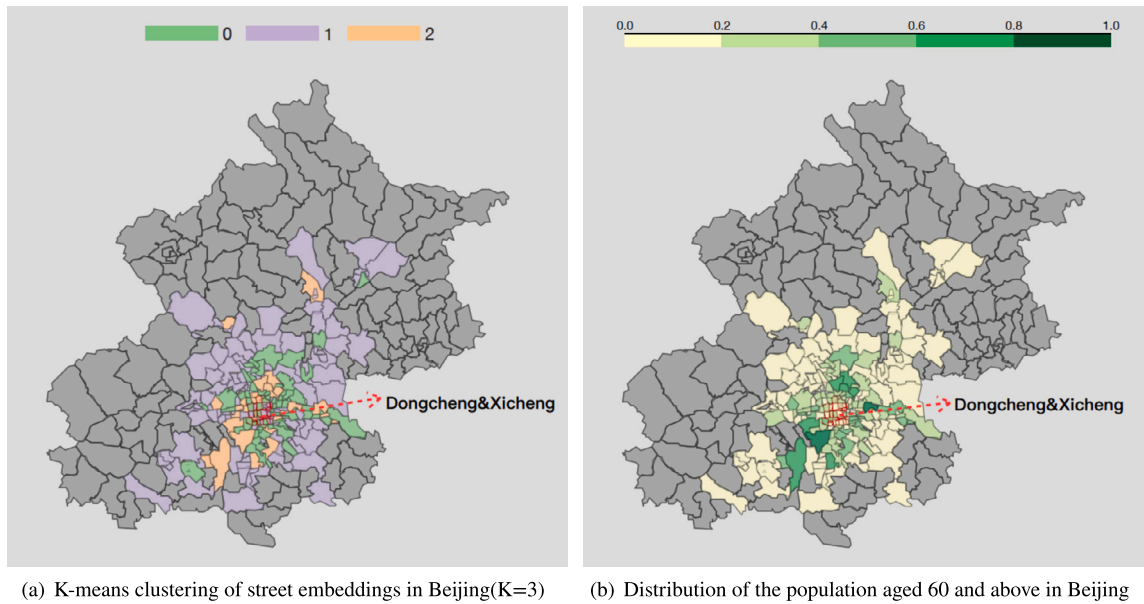 0 1 2
Dongcheng&Xicheng
(a) K-means clustering of street embeddings in Beijing(K=3)
0.0 0.2 0.4 0.6 0.8 1.0
Dongcheng&Xicheng
(b) Distribution of the population aged 60 and above in Beijing